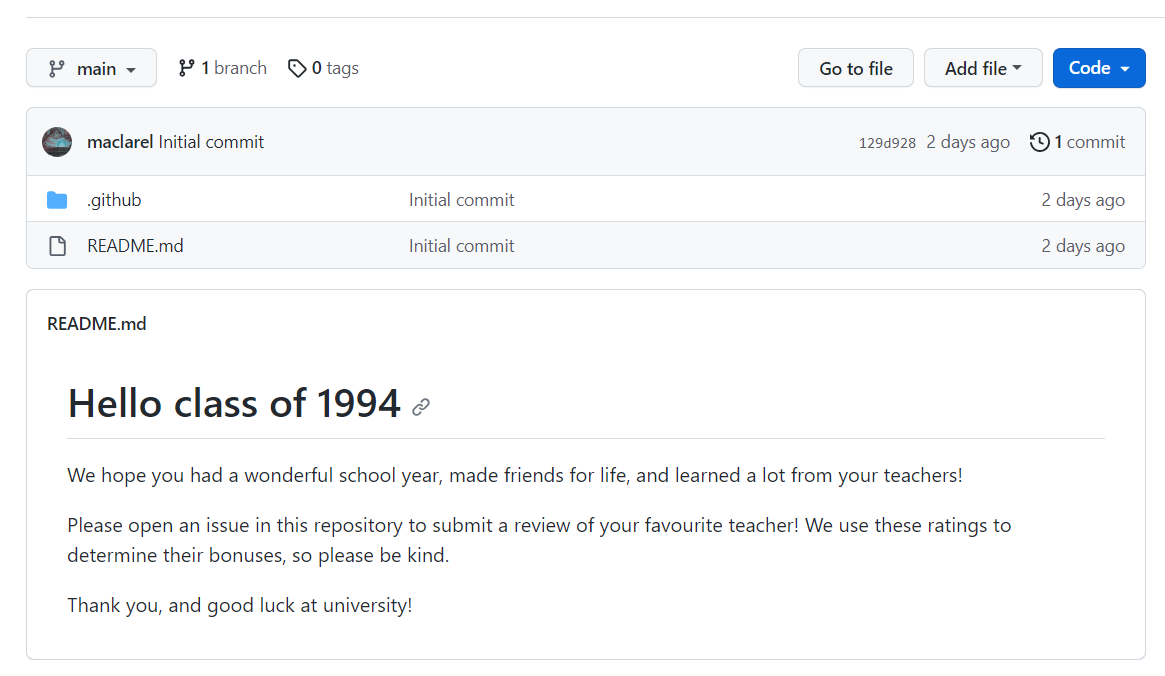 main 1 branch 0 tags Go to file Add file Code
maclarel Initial commit 129d928 2 days ago 1 commit
.github Initial commit 2 days ago
README.md Initial commit 2 days ago
README.md
Hello class of 1994
We hope you had a wonderful school year, made friends for life, and learned a lot from your teachers!
Please open an issue in this repository to submit a review of your favourite teacher! We use these ratings to
determine their bonuses, so please be kind.
Thank you, and good luck at university!